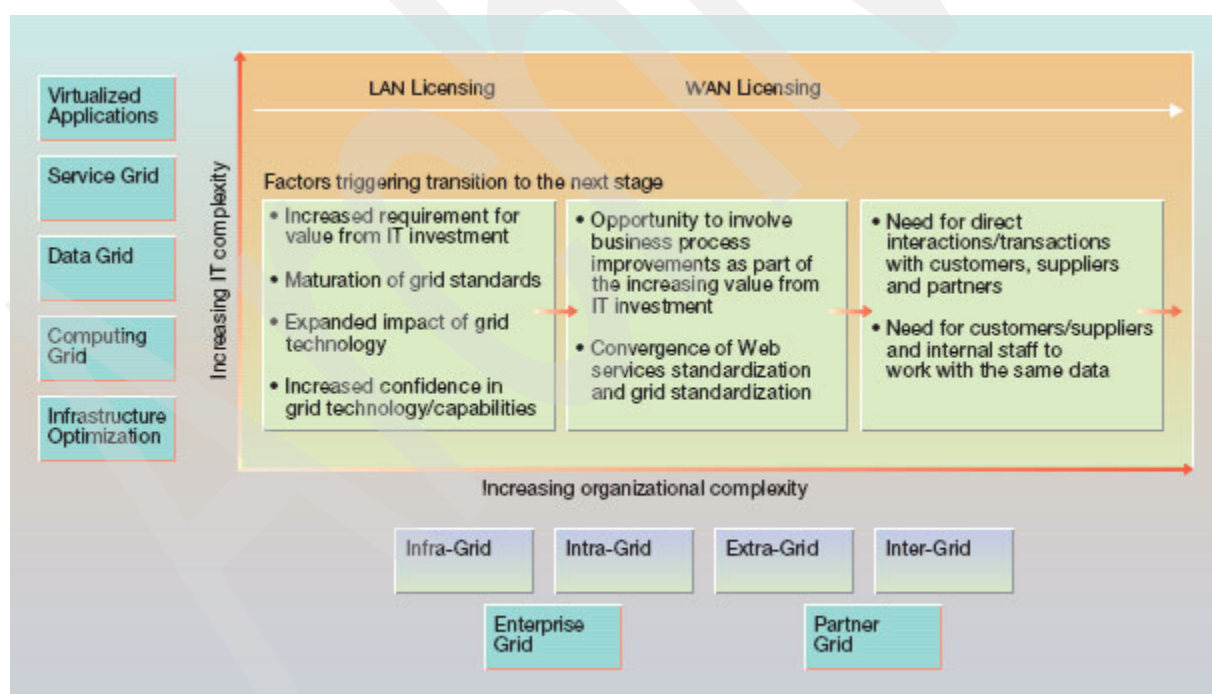 LAN Licensing
WAN Licensing
Virtualized
Applications
Service Grid
Data Grid
Computing
Grid
Infrastructure
Optimization
Increasing IT complexity
Factors triggering transition to the next stage
• Increased requirement for
value from IT investment
• Maturation of grid standards
• Expanded impact of grid
technology
• Increased confidence in
grid technology/capabilities
• Opportunity to involve
business process
improvements as part of
the increasing value from
IT investment
• Convergence of Web
services standardization
and grid standardization
• Need for direct
interactions/transactions
with customers, suppliers
and partners
• Need for customers/suppliers
and internal staff to
work with the same data
Increasing organizational complexity
Infra-Grid
Intra-Grid
Extra-Grid
Inter-Grid
Enterprise
Grid
Partner
Grid